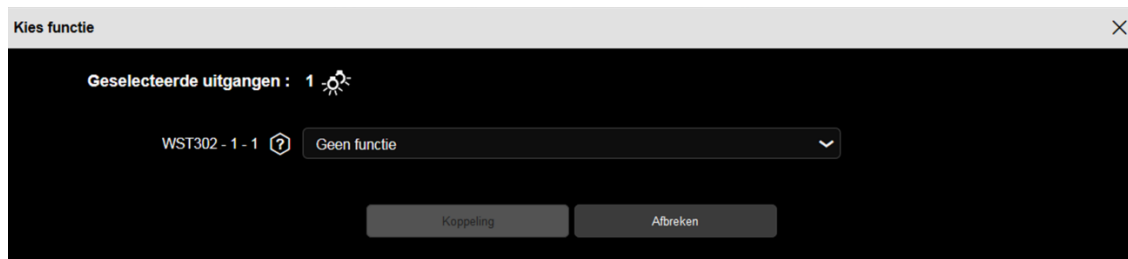 Kies functie
Geselecteerde uitgangen : 1
WST302 - 1 - 1 Geen functie
Koppeling Afbreken